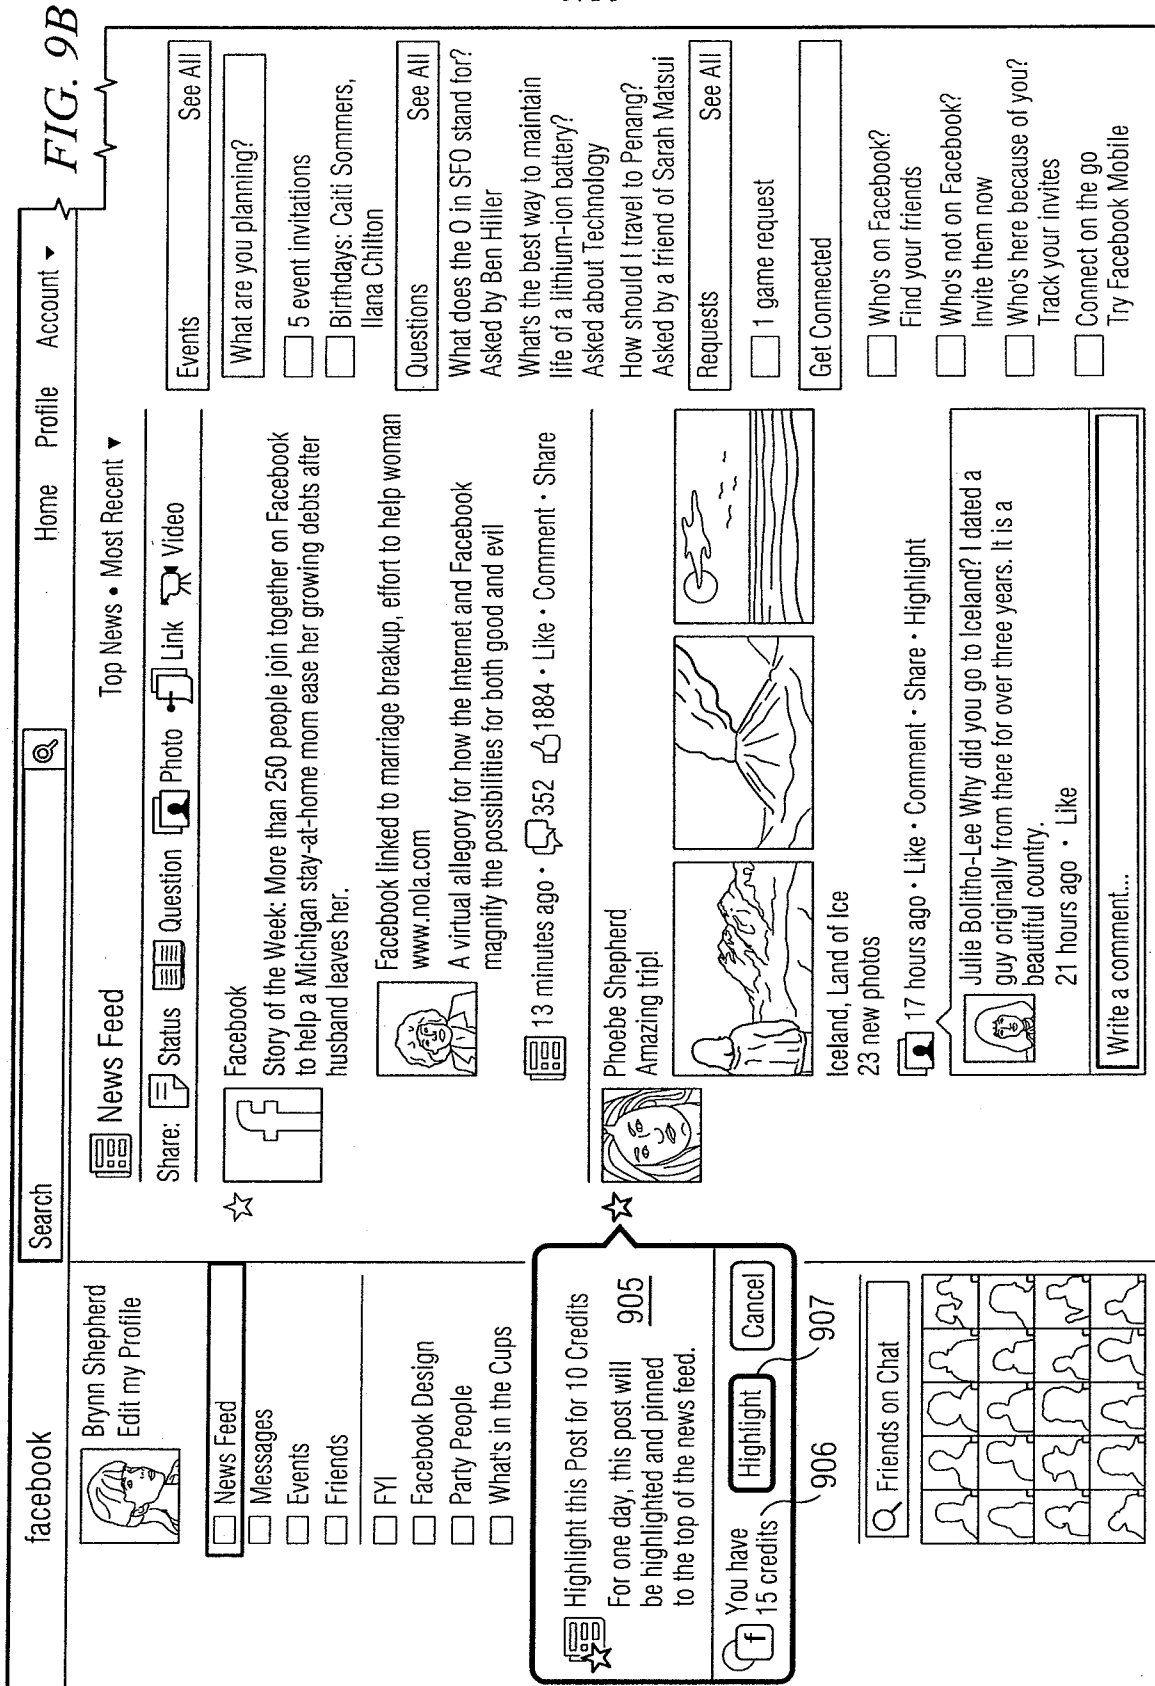 FIG. 9B
facebook
Search
Home Profile Account ▾
Brynn Shepherd
Edit my Profile
News Feed
Messages
Events
Friends
FYI
Facebook Design
Party People
What's in the Cups
Highlight this Post for 10 Credits
For one day, this post will
be highlighted and pinned
to the top of the news feed.
905
You have
15 credits
Highlight
Cancel
906
907
Friends on Chat
News Feed
Top News • Most Recent ▾
Share: Status Question Photo Link Video
Facebook
Story of the Week: More than 250 people join together on Facebook
to help a Michigan stay-at-home mom ease her growing debts after
husband leaves her.
Facebook linked to marriage breakup, effort to help woman
www.nola.com
A virtual allegory for how the Internet and Facebook
magnify the possibilities for both good and evil
13 minutes ago • 352 1884 • Like • Comment • Share
Phoebe Shepherd
Amazing trip!
Iceland, Land of Ice
23 new photos
17 hours ago • Like • Comment • Share • Highlight
Julie Bolitho-Lee Why did you go to Iceland? I dated a
guy originally from there for over three years. It is a
beautiful country.
21 hours ago • Like
Write a comment...
Events See All
What are you planning?
5 event invitations
Birthdays: Caiti Sommers,
Ilana Chilton
Questions See All
What does the O in SFO stand for?
Asked by Ben Hiller
What's the best way to maintain
life of a lithium-ion battery?
Asked about Technology
How should I travel to Penang?
Asked by a friend of Sarah Matsui
Requests See All
1 game request
Get Connected
Who's on Facebook?
Find your friends
Who's not on Facebook?
Invite them now
Who's here because of you?
Track your invites
Connect on the go
Try Facebook Mobile